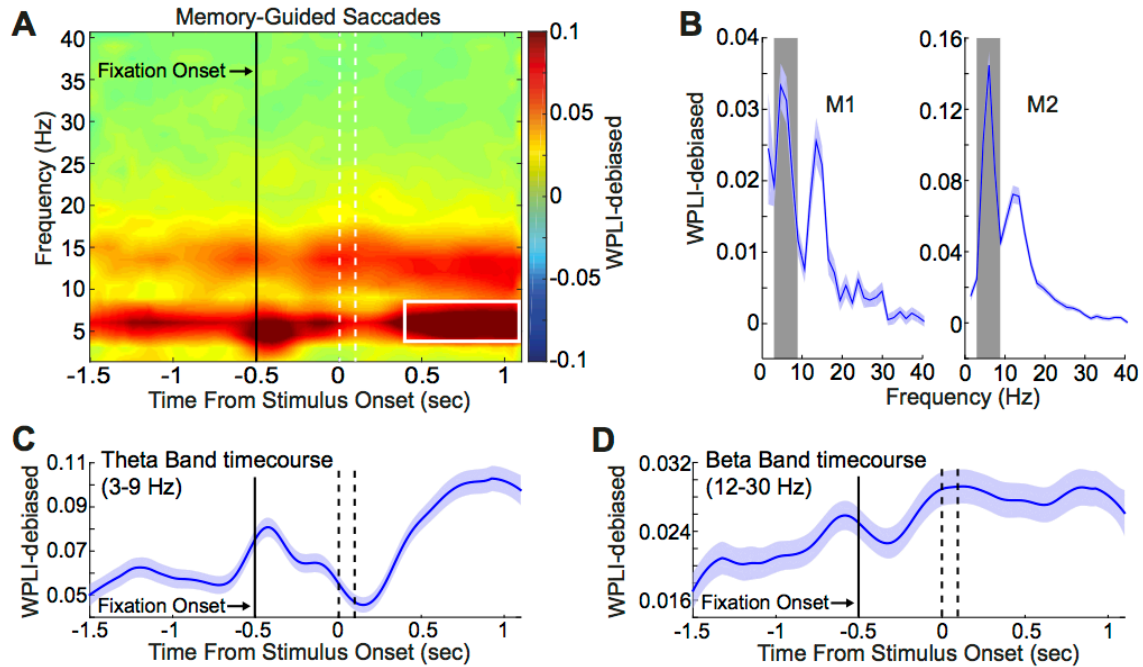 A
Memory-Guided Saccades
40
35
30
25
20
15
10
5
Frequency (Hz)
Fixation Onset
-1.5
-1
-0.5
0
0.5
1
Time From Stimulus Onset (sec)
0.1
0.05
0
-0.05
-0.1
WPLI-debiased
B
WPLI-debiased
0.04
0.03
0.02
0.01
0
M1
0 10 20 30 40
0.16
0.12
0.08
0.04
0
M2
0 10 20 30 40
Frequency (Hz)
C
WPLI-debiased
0.11
0.09
0.07
0.05
Theta Band timecourse
(3-9 Hz)
Fixation Onset
-1.5 -1 -0.5 0 0.5 1
Time From Stimulus Onset (sec)
D
WPLI-debiased
0.032
0.028
0.024
0.020
0.016
Beta Band timecourse
(12-30 Hz)
Fixation Onset
-1.5 -1 -0.5 0 0.5 1
Time From Stimulus Onset (sec)